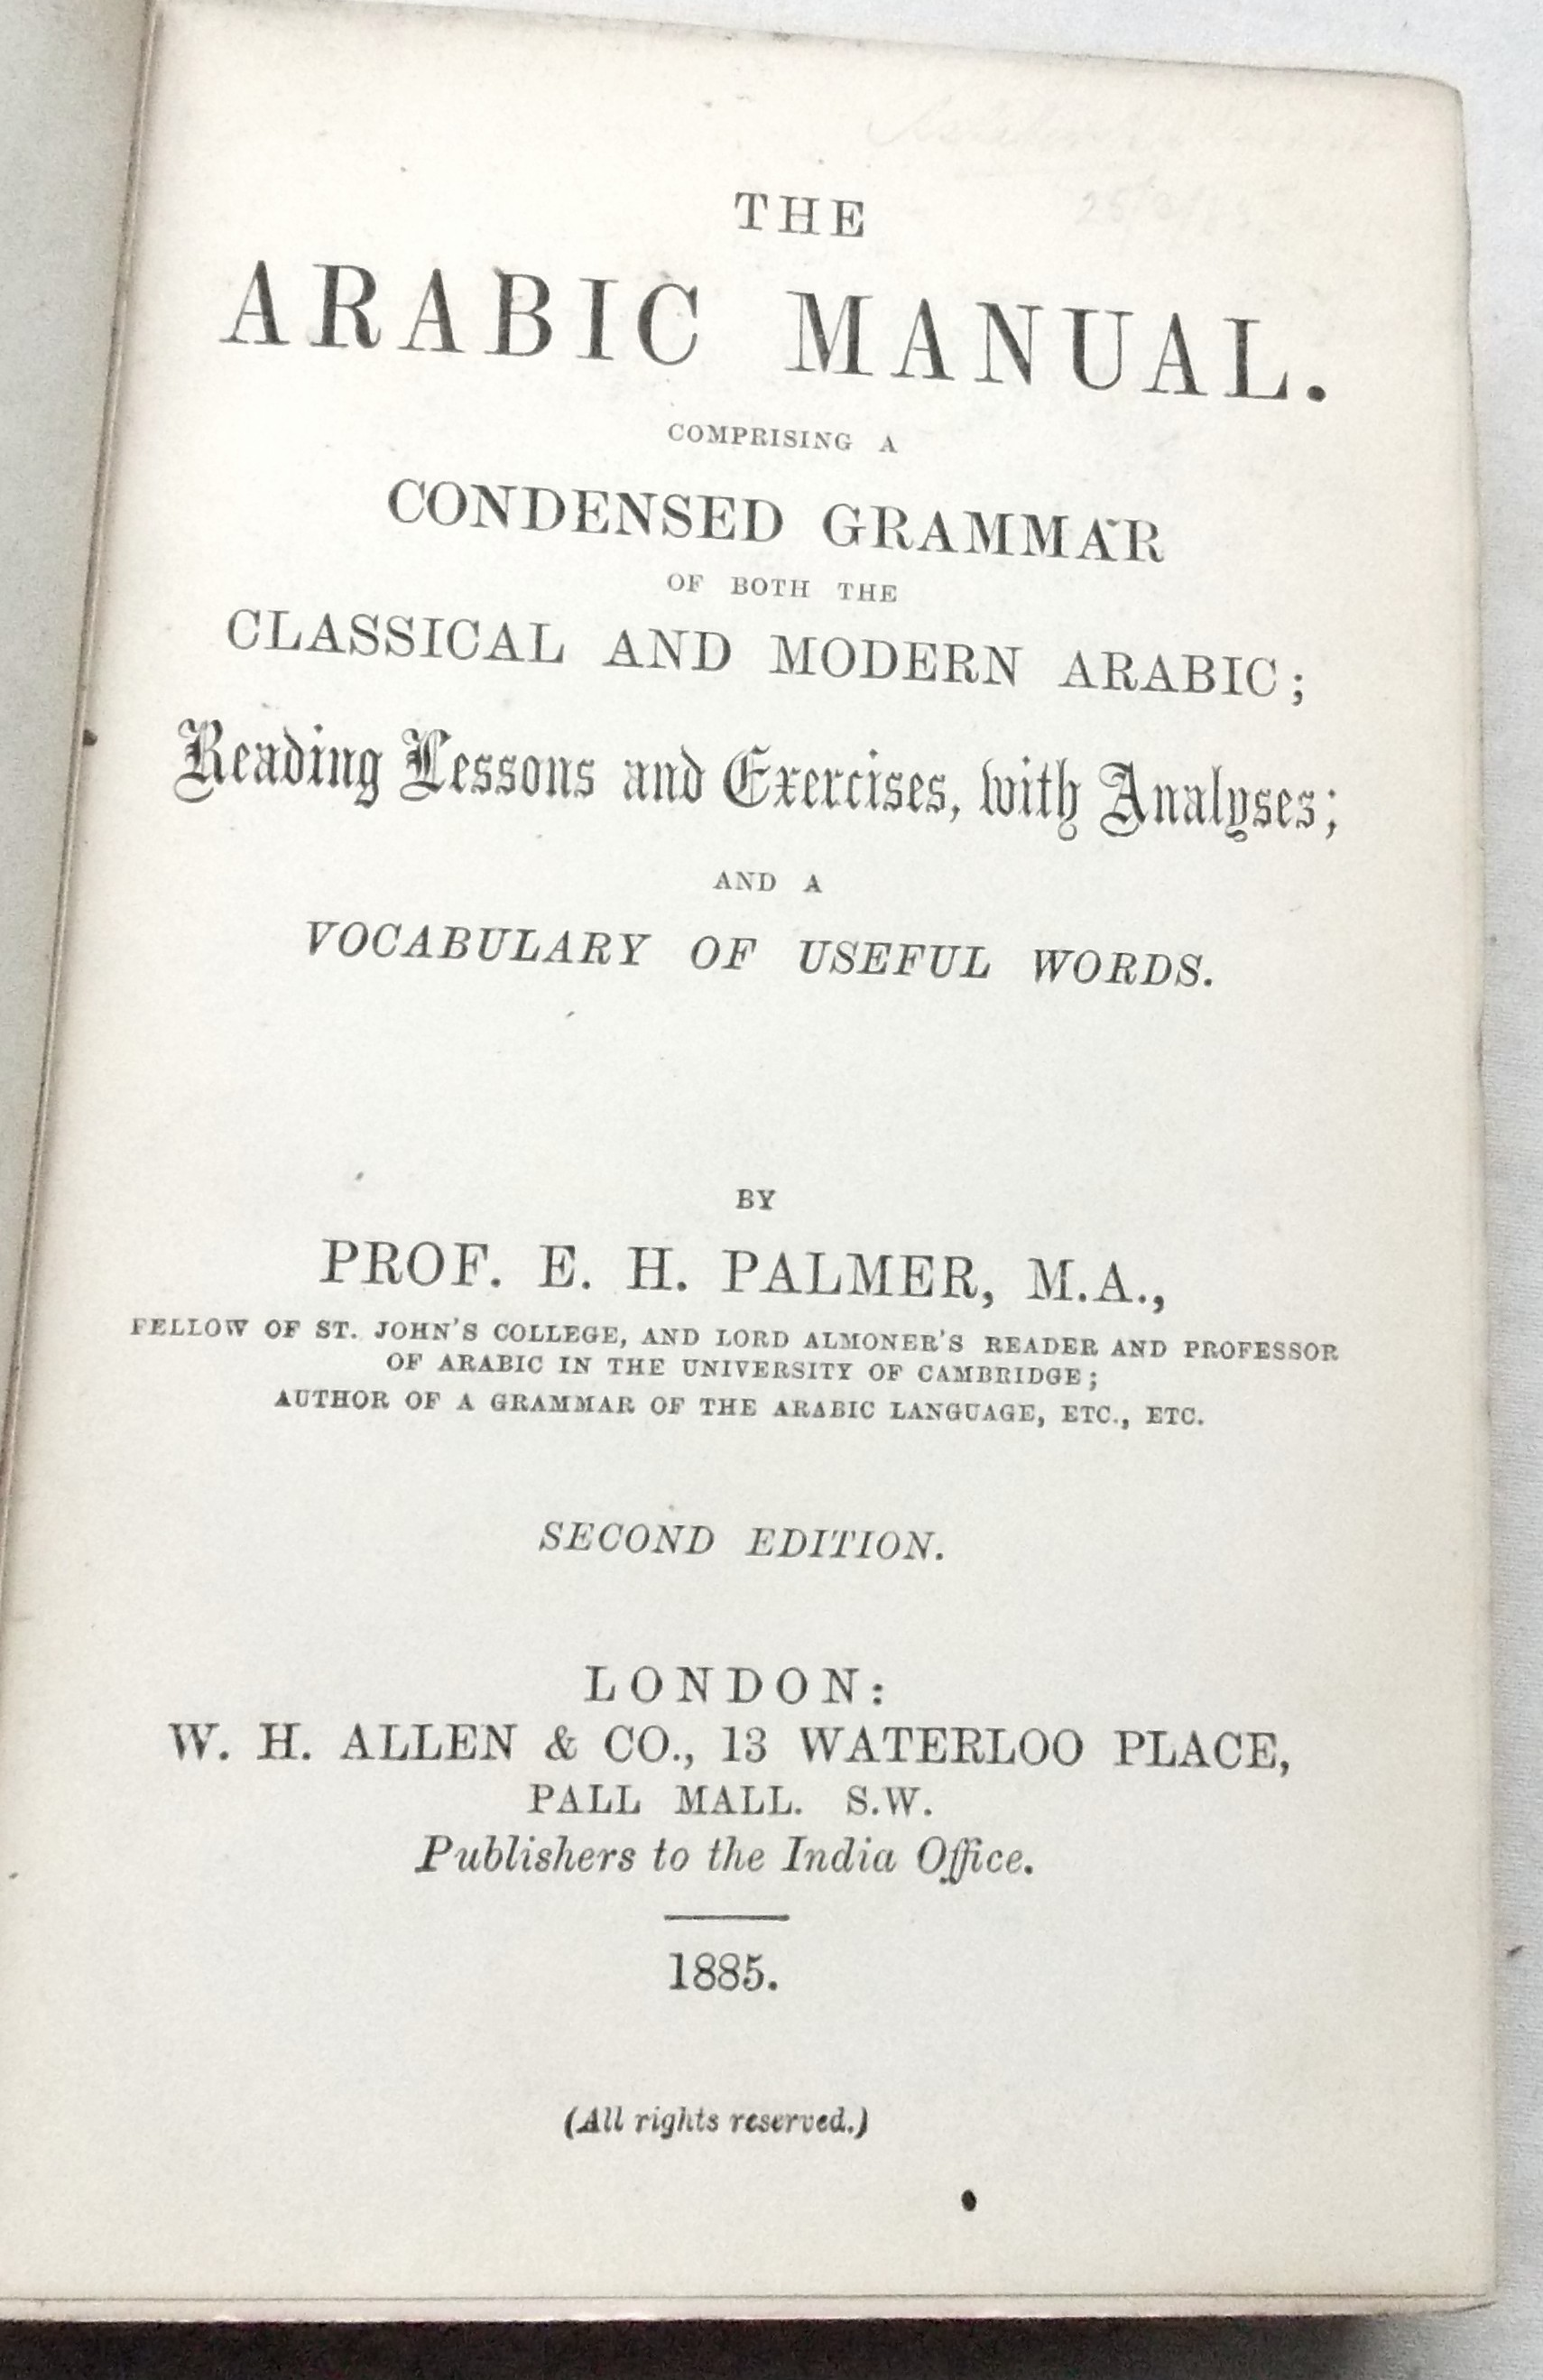 THE
ARABIC MANUAL.
COMPRISING A
CONDENSED GRAMMAR
OF BOTH THE
CLASSICAL AND MODERN ARABIC;
Reading Lessons and Exercises, with Analyses;
AND A
VOCABULARY OF USEFUL WORDS.
BY
PROF. E. H. PALMER, M.A.,
FELLOW OF ST. JOHN'S COLLEGE, AND LORD ALMONER'S READER AND PROFESSOR
OF ARABIC IN THE UNIVERSITY OF CAMBRIDGE;
AUTHOR OF A GRAMMAR OF THE ARABIC LANGUAGE, ETC., ETC.
SECOND EDITION.
LONDON:
W. H. ALLEN & CO., 13 WATERLOO PLACE,
PALL MALL. S.W.
Publishers to the India Office.
1885.
(All rights reserved.)